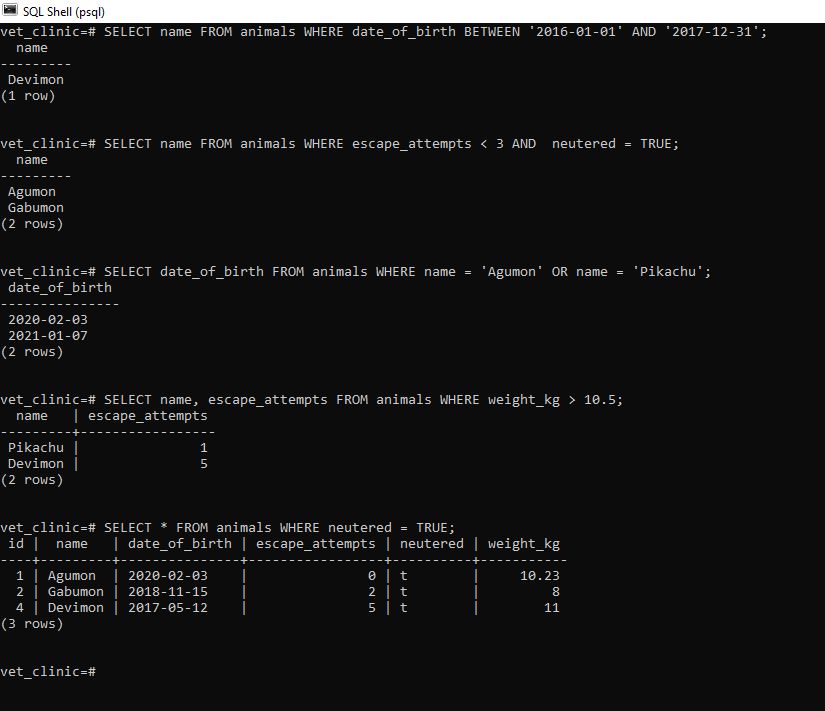 SQL Shell (psql)
vet_clinic=# SELECT name FROM animals WHERE date_of_birth BETWEEN '2016-01-01' AND '2017-12-31';
  name
---------
 Devimon
(1 row)
vet_clinic=# SELECT name FROM animals WHERE escape_attempts < 3 AND  neutered = TRUE;
  name
---------
 Agumon
 Gabumon
(2 rows)
vet_clinic=# SELECT date_of_birth FROM animals WHERE name = 'Agumon' OR name = 'Pikachu';
 date_of_birth
---------------
 2020-02-03
 2021-01-07
(2 rows)
vet_clinic=# SELECT name, escape_attempts FROM animals WHERE weight_kg > 10.5;
  name   | escape_attempts
---------+-----------------
 Pikachu |               1
 Devimon |               5
(2 rows)
vet_clinic=# SELECT * FROM animals WHERE neutered = TRUE;
 id |  name   | date_of_birth | escape_attempts | neutered | weight_kg
----+---------+---------------+-----------------+----------+-----------
  1 | Agumon  | 2020-02-03    |               0 | t        |     10.23
  2 | Gabumon | 2018-11-15    |               2 | t        |         8
  4 | Devimon | 2017-05-12    |               5 | t        |        11
(3 rows)
vet_clinic=#